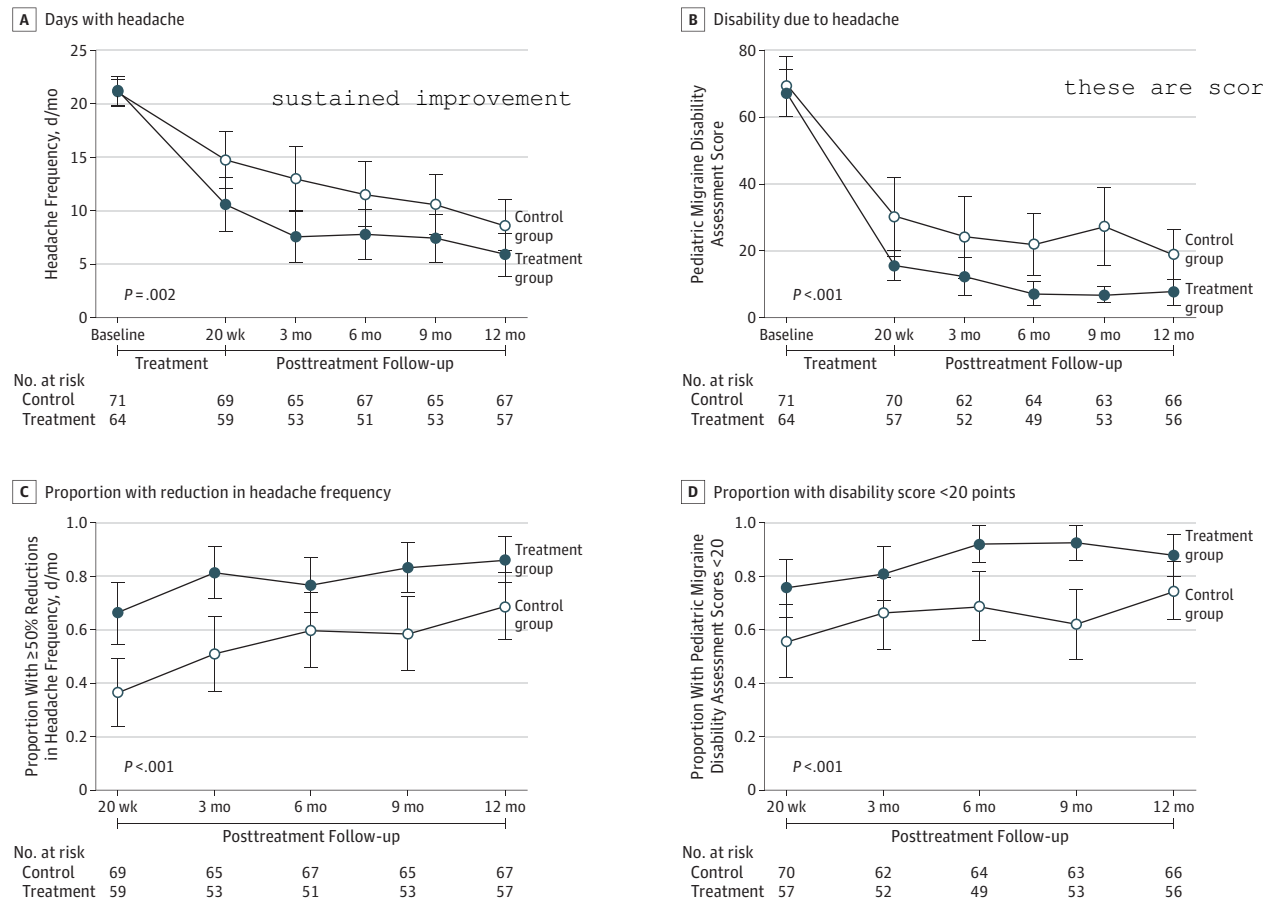 A Days with headache
25
20
15
10
5
0
Headache Frequency, d/mo
sustained improvement
Control
group
Treatment
group
P = .002
Baseline 20 wk 3 mo 6 mo 9 mo 12 mo
Treatment Posttreatment Follow-up
No. at risk
Control 71 69 65 67 65 67
Treatment 64 59 53 51 53 57
B Disability due to headache
80
60
40
20
0
Pediatric Migraine Disability
Assessment Score
these are scor
Control
group
Treatment
group
P <.001
Baseline 20 wk 3 mo 6 mo 9 mo 12 mo
Treatment Posttreatment Follow-up
No. at risk
Control 71 70 62 64 63 66
Treatment 64 57 52 49 53 56
C Proportion with reduction in headache frequency
1.0
0.8
0.6
0.4
0.2
0
Proportion With ≥50% Reductions
in Headache Frequency, d/mo
Treatment
group
Control
group
P <.001
20 wk 3 mo 6 mo 9 mo 12 mo
Posttreatment Follow-up
No. at risk
Control 69 65 67 65 67
Treatment 59 53 51 53 57
D Proportion with disability score <20 points
1.0
0.8
0.6
0.4
0.2
0
Proportion With Pediatric Migraine
Disability Assessment Scores <20
Treatment
group
Control
group
P <.001
20 wk 3 mo 6 mo 9 mo 12 mo
Posttreatment Follow-up
No. at risk
Control 70 62 64 63 66
Treatment 57 52 49 53 56